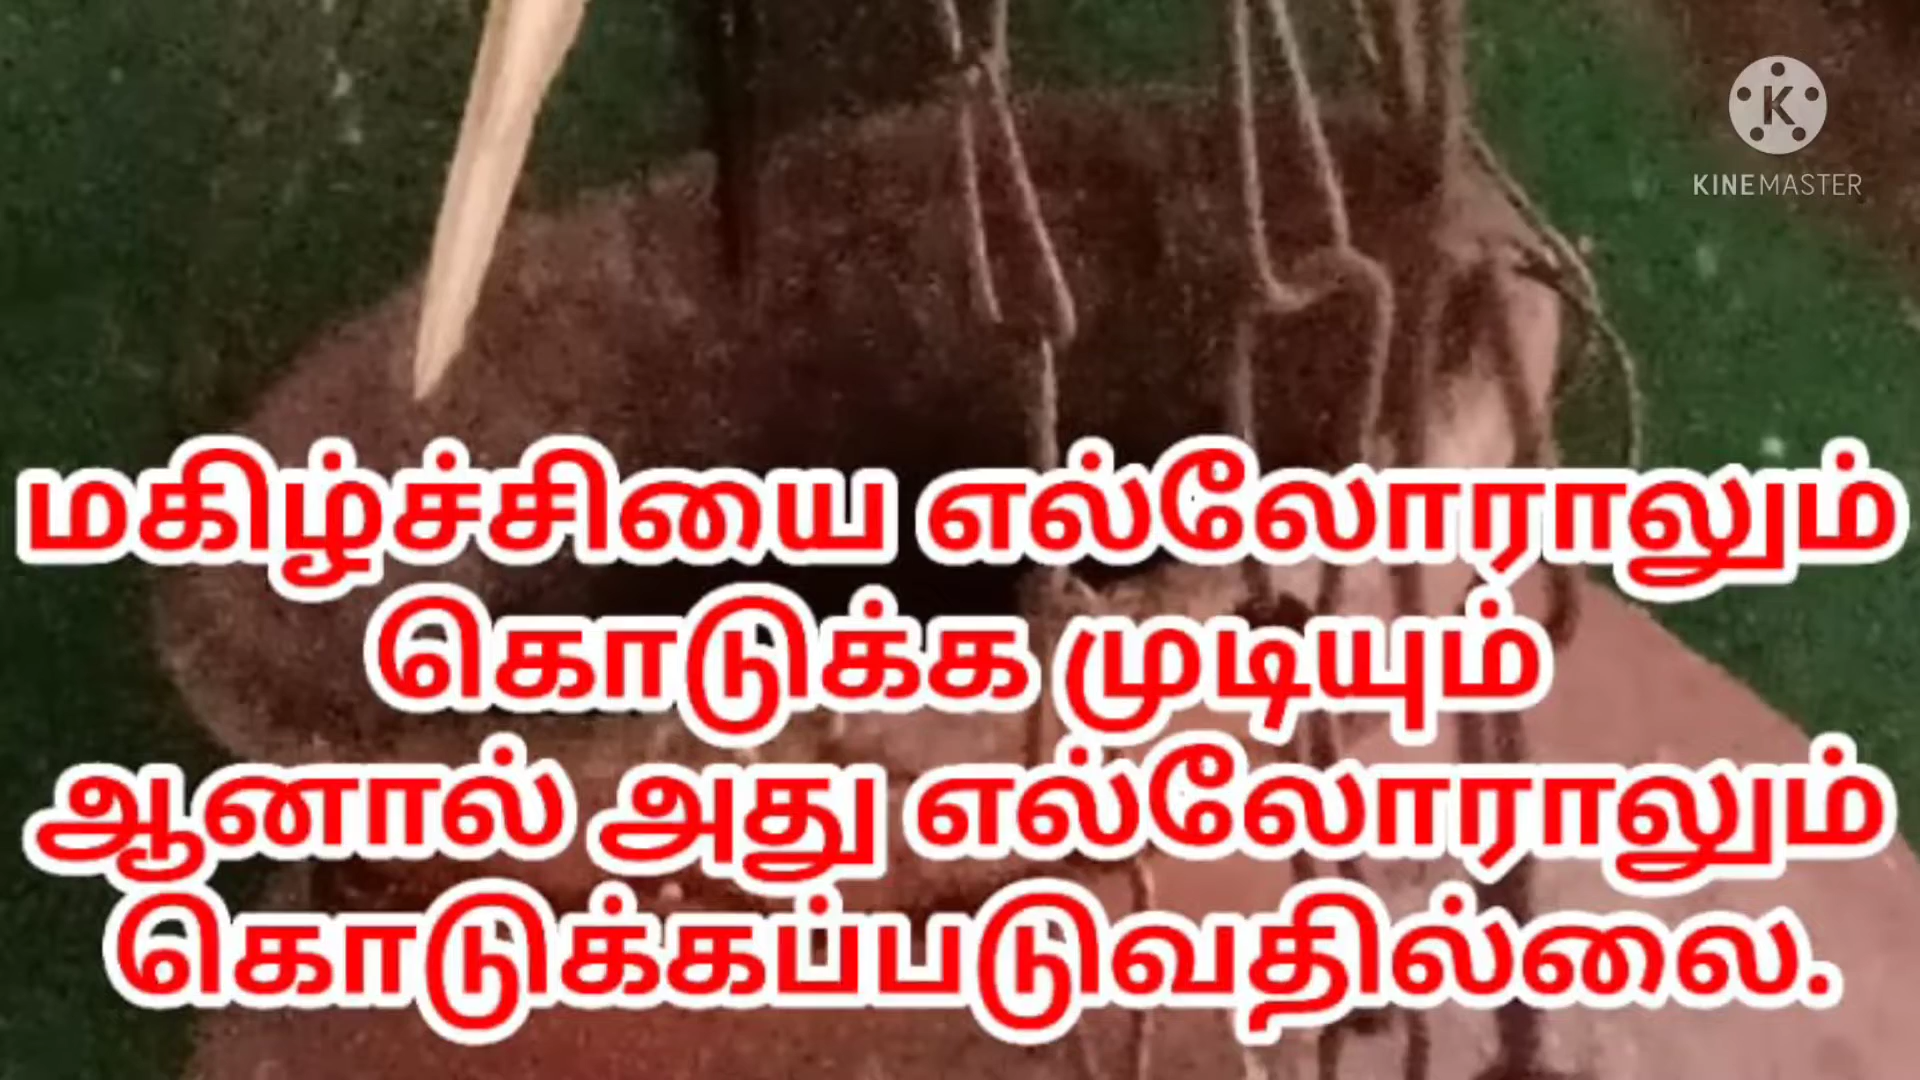 KINEMASTER
மகிழ்ச்சியை எல்லோராலும்
கொடுக்க முடியும்
ஆனால் அது எல்லோராலும்
கொடுக்கப்படுவதில்லை.